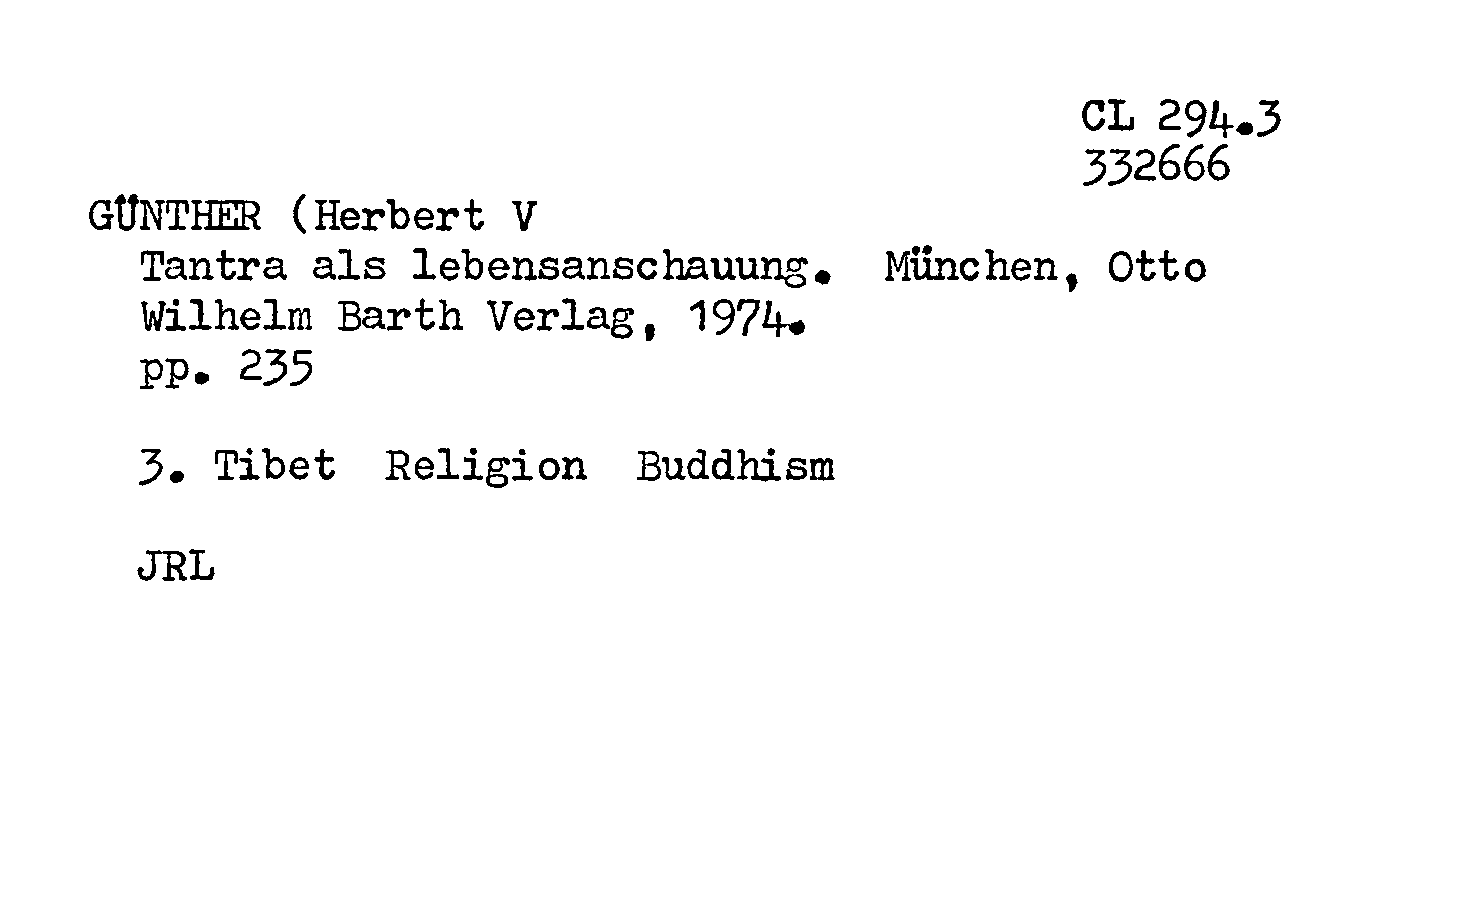 CL 294.3
332666
GÜNTHER (Herbert V
Tantra als lebensanschauung. München, Otto
Wilhelm Barth Verlag, 1974.
pp. 235
3. Tibet Religion Buddhism
JRL